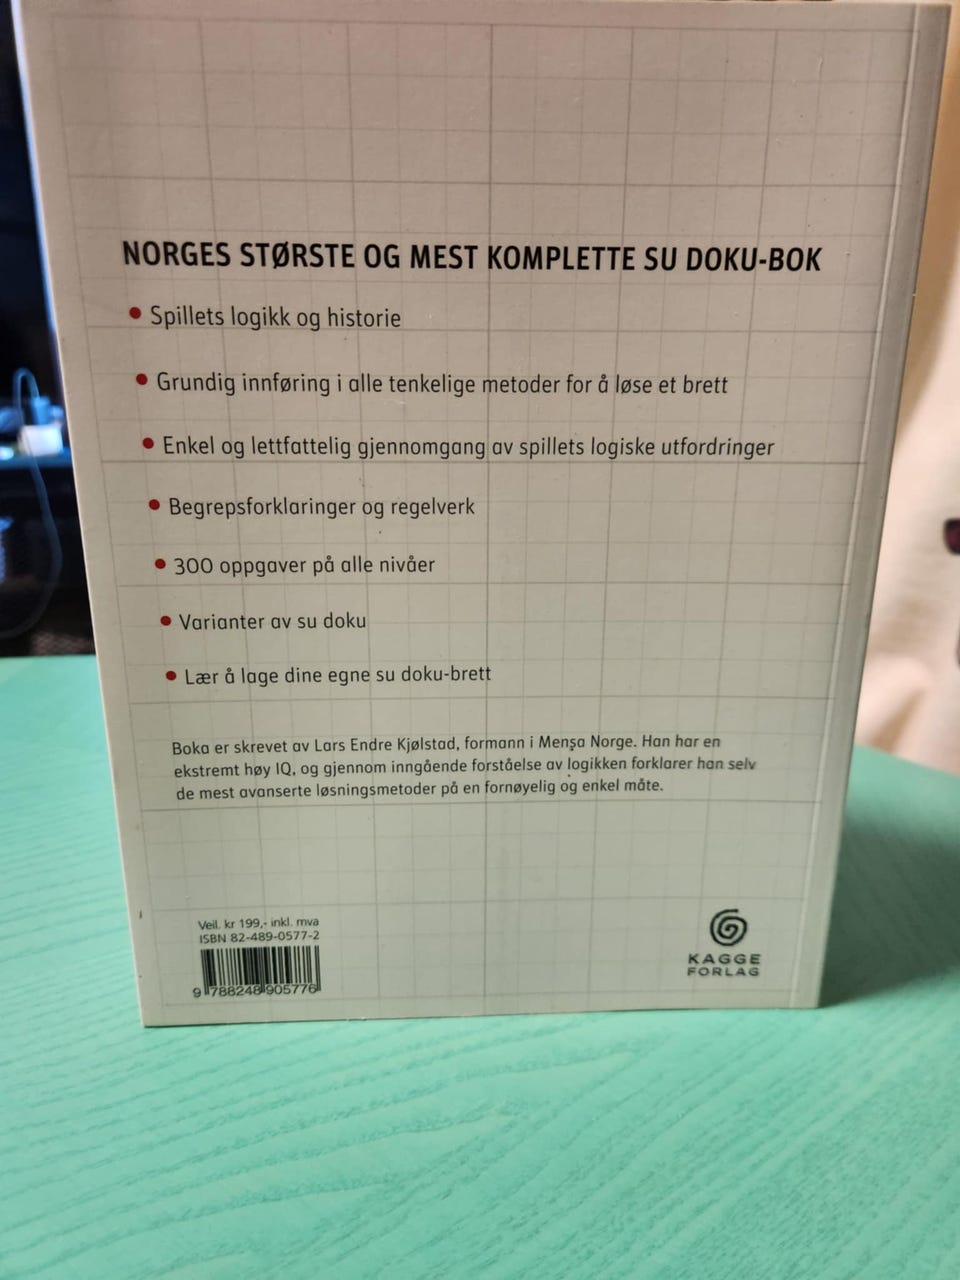 NORGES STØRSTE OG MEST KOMPLETTE SU DOKU-BOK
• Spillets logikk og historie
• Grundig innføring i alle tenkelige metoder for å løse et brett
• Enkel og lettfattelig gjennomgang av spillets logiske utfordringer
• Begrepsforklaringer og regelverk
• 300 oppgaver på alle nivåer
• Varianter av su doku
• Lær å lage dine egne su doku-brett
Boka er skrevet av Lars Endre Kjølstad, formann i Mensa Norge. Han har en
ekstremt høy IQ, og gjennom inngående forståelse av logikken forklarer han selv
de mest avanserte løsningsmetoder på en fornøyelig og enkel måte.
Veil. kr 199,- inkl. mva
ISBN 82-489-0577-2
9 788248 905776
KAGGE
FORLAG